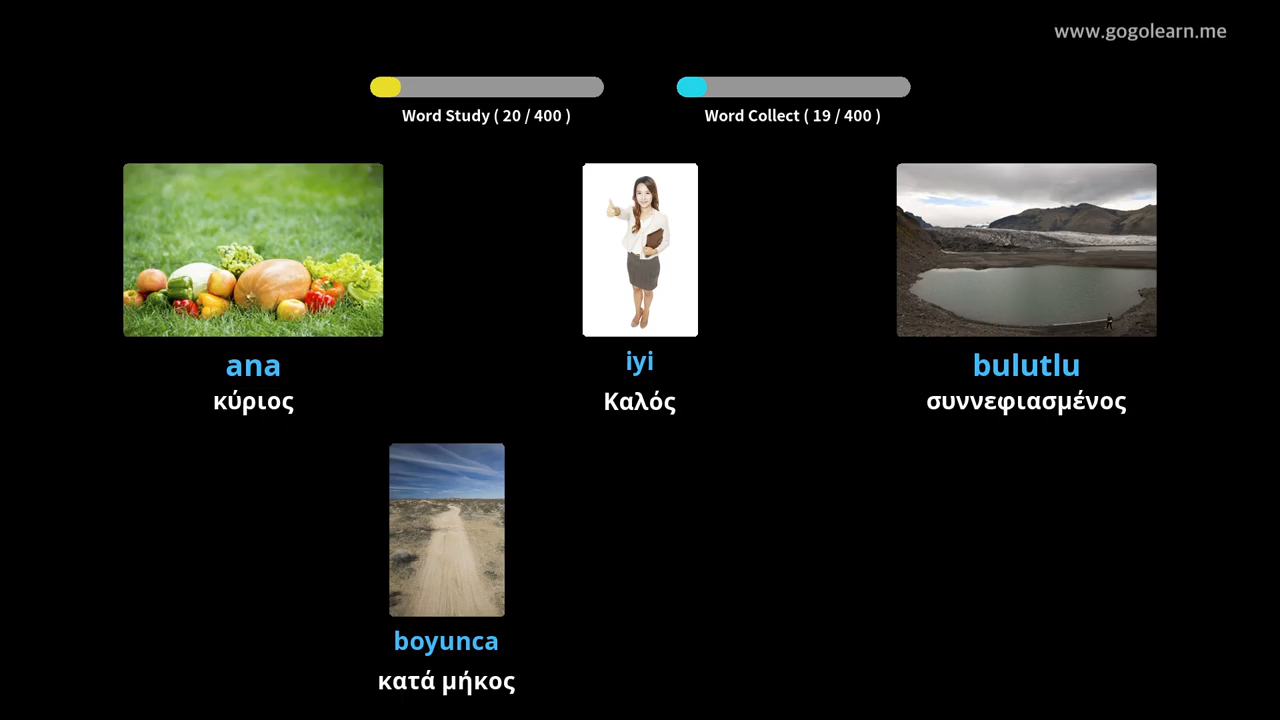 www.gogolearn.me
Word Study ( 20 / 400 )
Word Collect ( 19 / 400 )
ana
κύριος
iyi
Καλός
bulutlu
συννεφιασμένος
boyunca
κατά μήκος